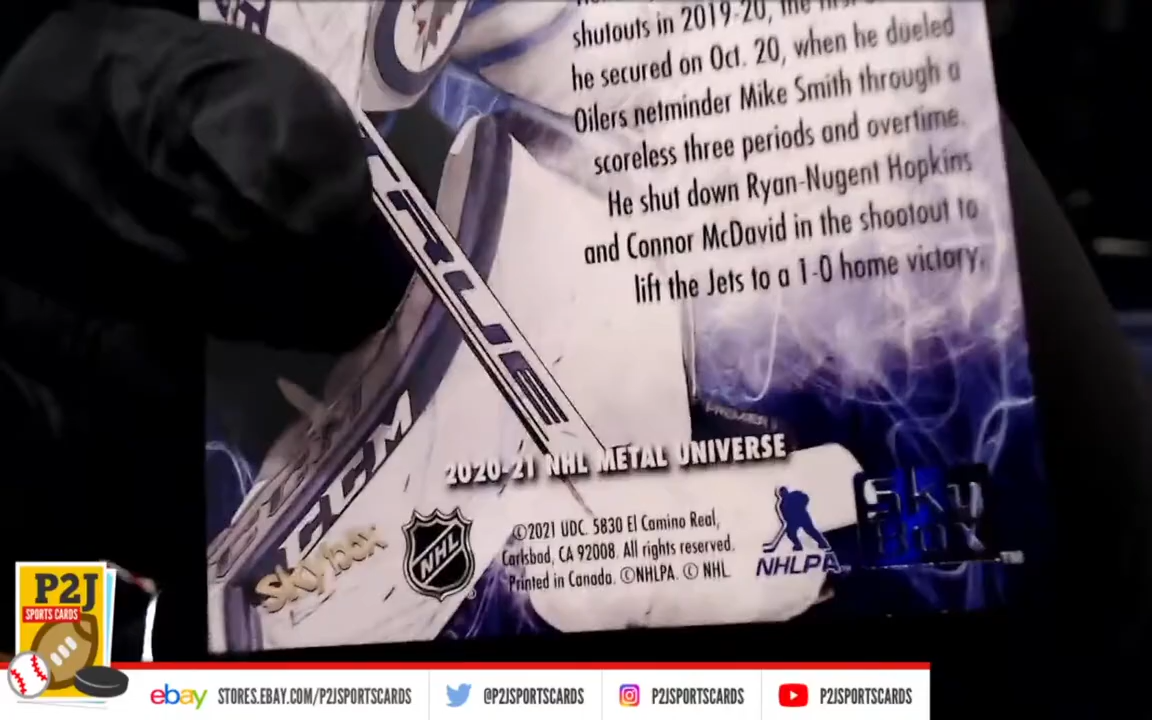 shutouts in 2019-20, the first
he secured on Oct. 20, when he dueled
Oilers netminder Mike Smith through a
scoreless three periods and overtime.
He shut down Ryan-Nugent Hopkins
and Connor McDavid in the shootout to
lift the Jets to a 1-0 home victory.
TRUE
CCM
2020-21 NHL METAL UNIVERSE
©2021 UDC. 5830 El Camino Real,
Carlsbad, CA 92008. All rights reserved.
Printed in Canada. ©NHLPA. © NHL.
skybox
NHL
NHLPA
Sky
Box
P2J
SPORTS CARDS
ebay STORES.EBAY.COM/P2JSPORTSCARDS
@P2JSPORTSCARDS
P2JSPORTSCARDS
P2JSPORTSCARDS